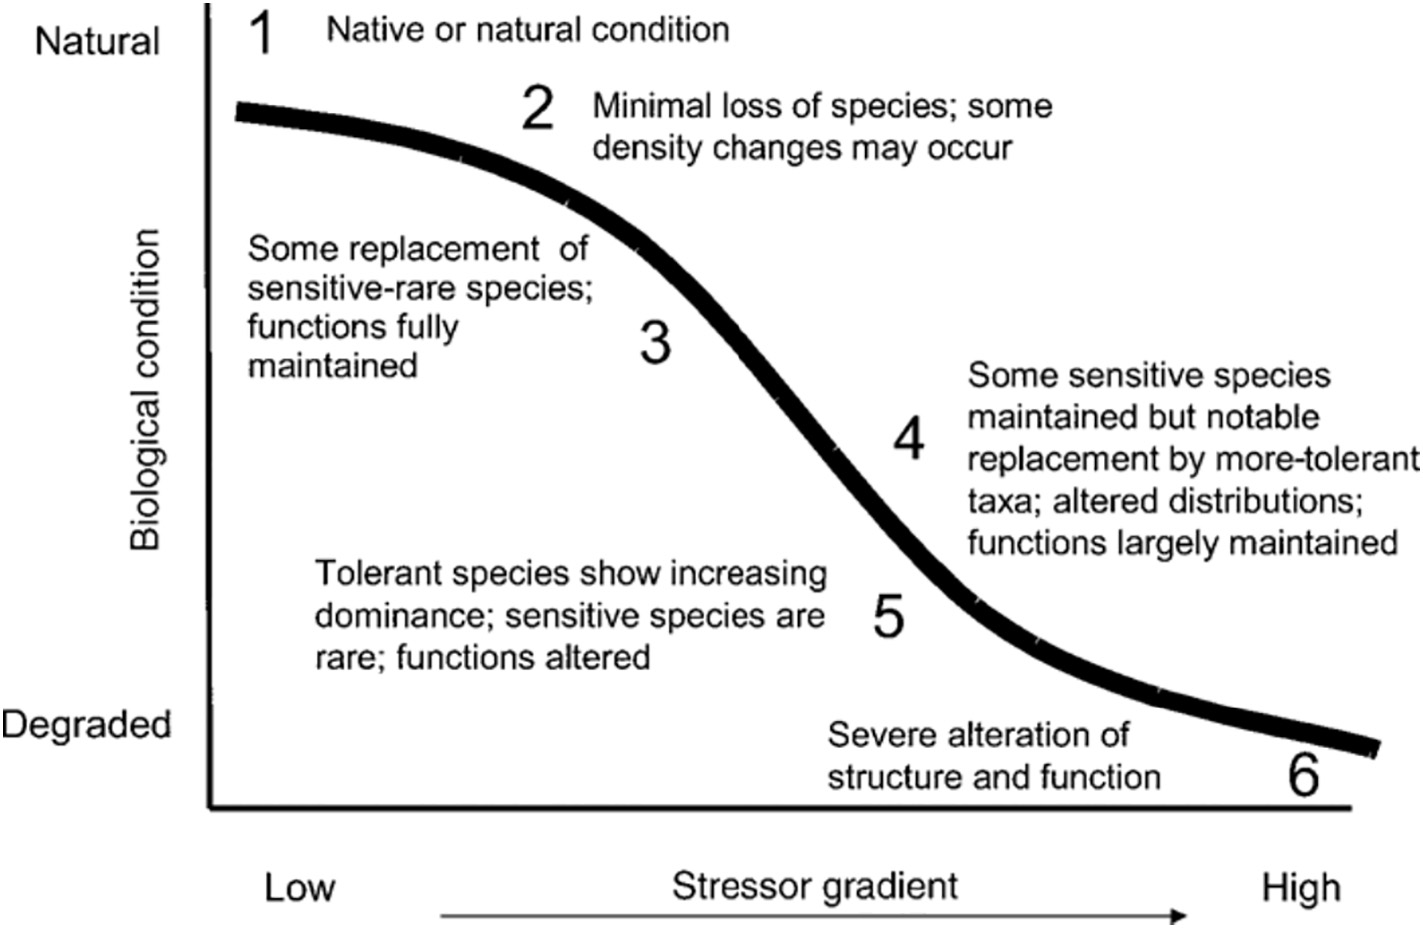 Natural
1 Native or natural condition
2 Minimal loss of species; some
density changes may occur
Some replacement of
sensitive-rare species;
functions fully
maintained
3
4
Some sensitive species
maintained but notable
replacement by more-tolerant
taxa; altered distributions;
functions largely maintained
Biological condition
Tolerant species show increasing
dominance; sensitive species are
rare; functions altered
5
Degraded
Severe alteration of
structure and function
6
Low
Stressor gradient
High